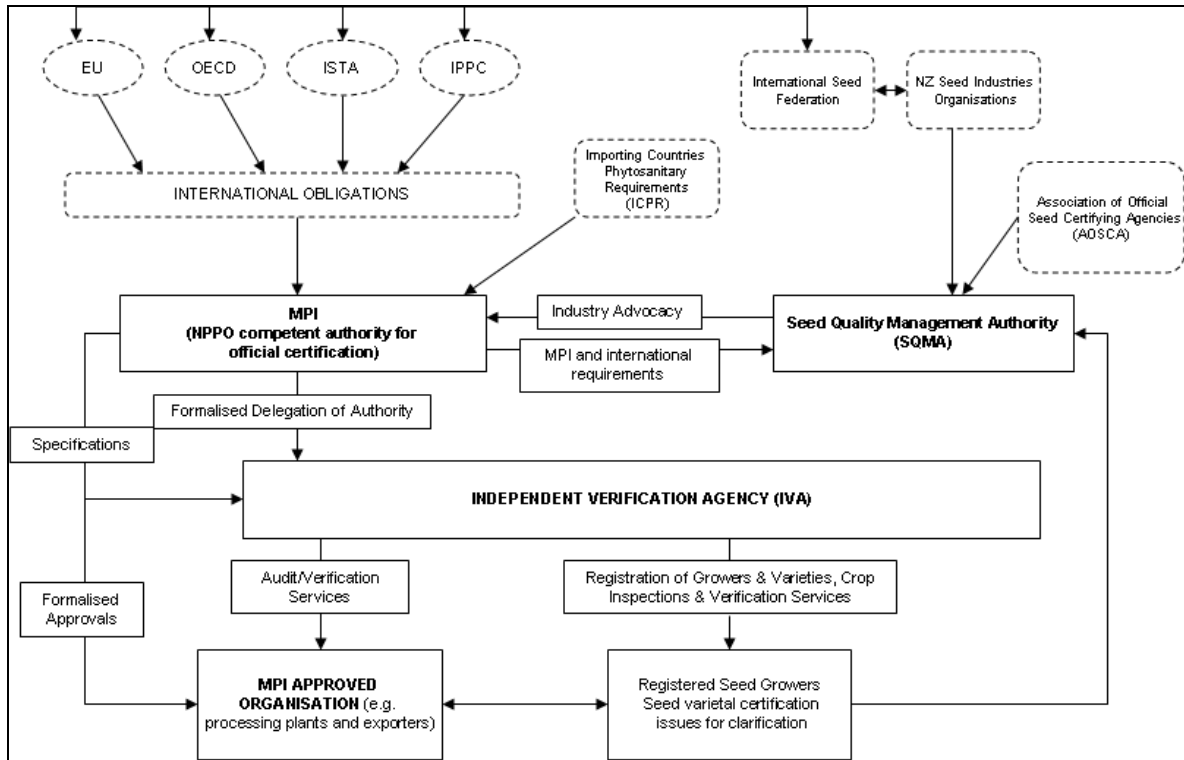 EU
OECD
ISTA
IPPC
International Seed
Federation
NZ Seed Industries
Organisations
INTERNATIONAL OBLIGATIONS
Importing Countries
Phytosanitary
Requirements
(ICPR)
Association of Official
Seed Certifying Agencies
(AOSCA)
MPI
(NPPO competent authority for
official certification)
Industry Advocacy
MPI and international
requirements
Seed Quality Management Authority
(SQMA)
Formalised Delegation of Authority
Specifications
INDEPENDENT VERIFICATION AGENCY (IVA)
Audit/Verification
Services
Registration of Growers & Varieties, Crop
Inspections & Verification Services
Formalised
Approvals
MPI APPROVED
ORGANISATION (e.g.
processing plants and exporters)
Registered Seed Growers
Seed varietal certification
issues for clarification